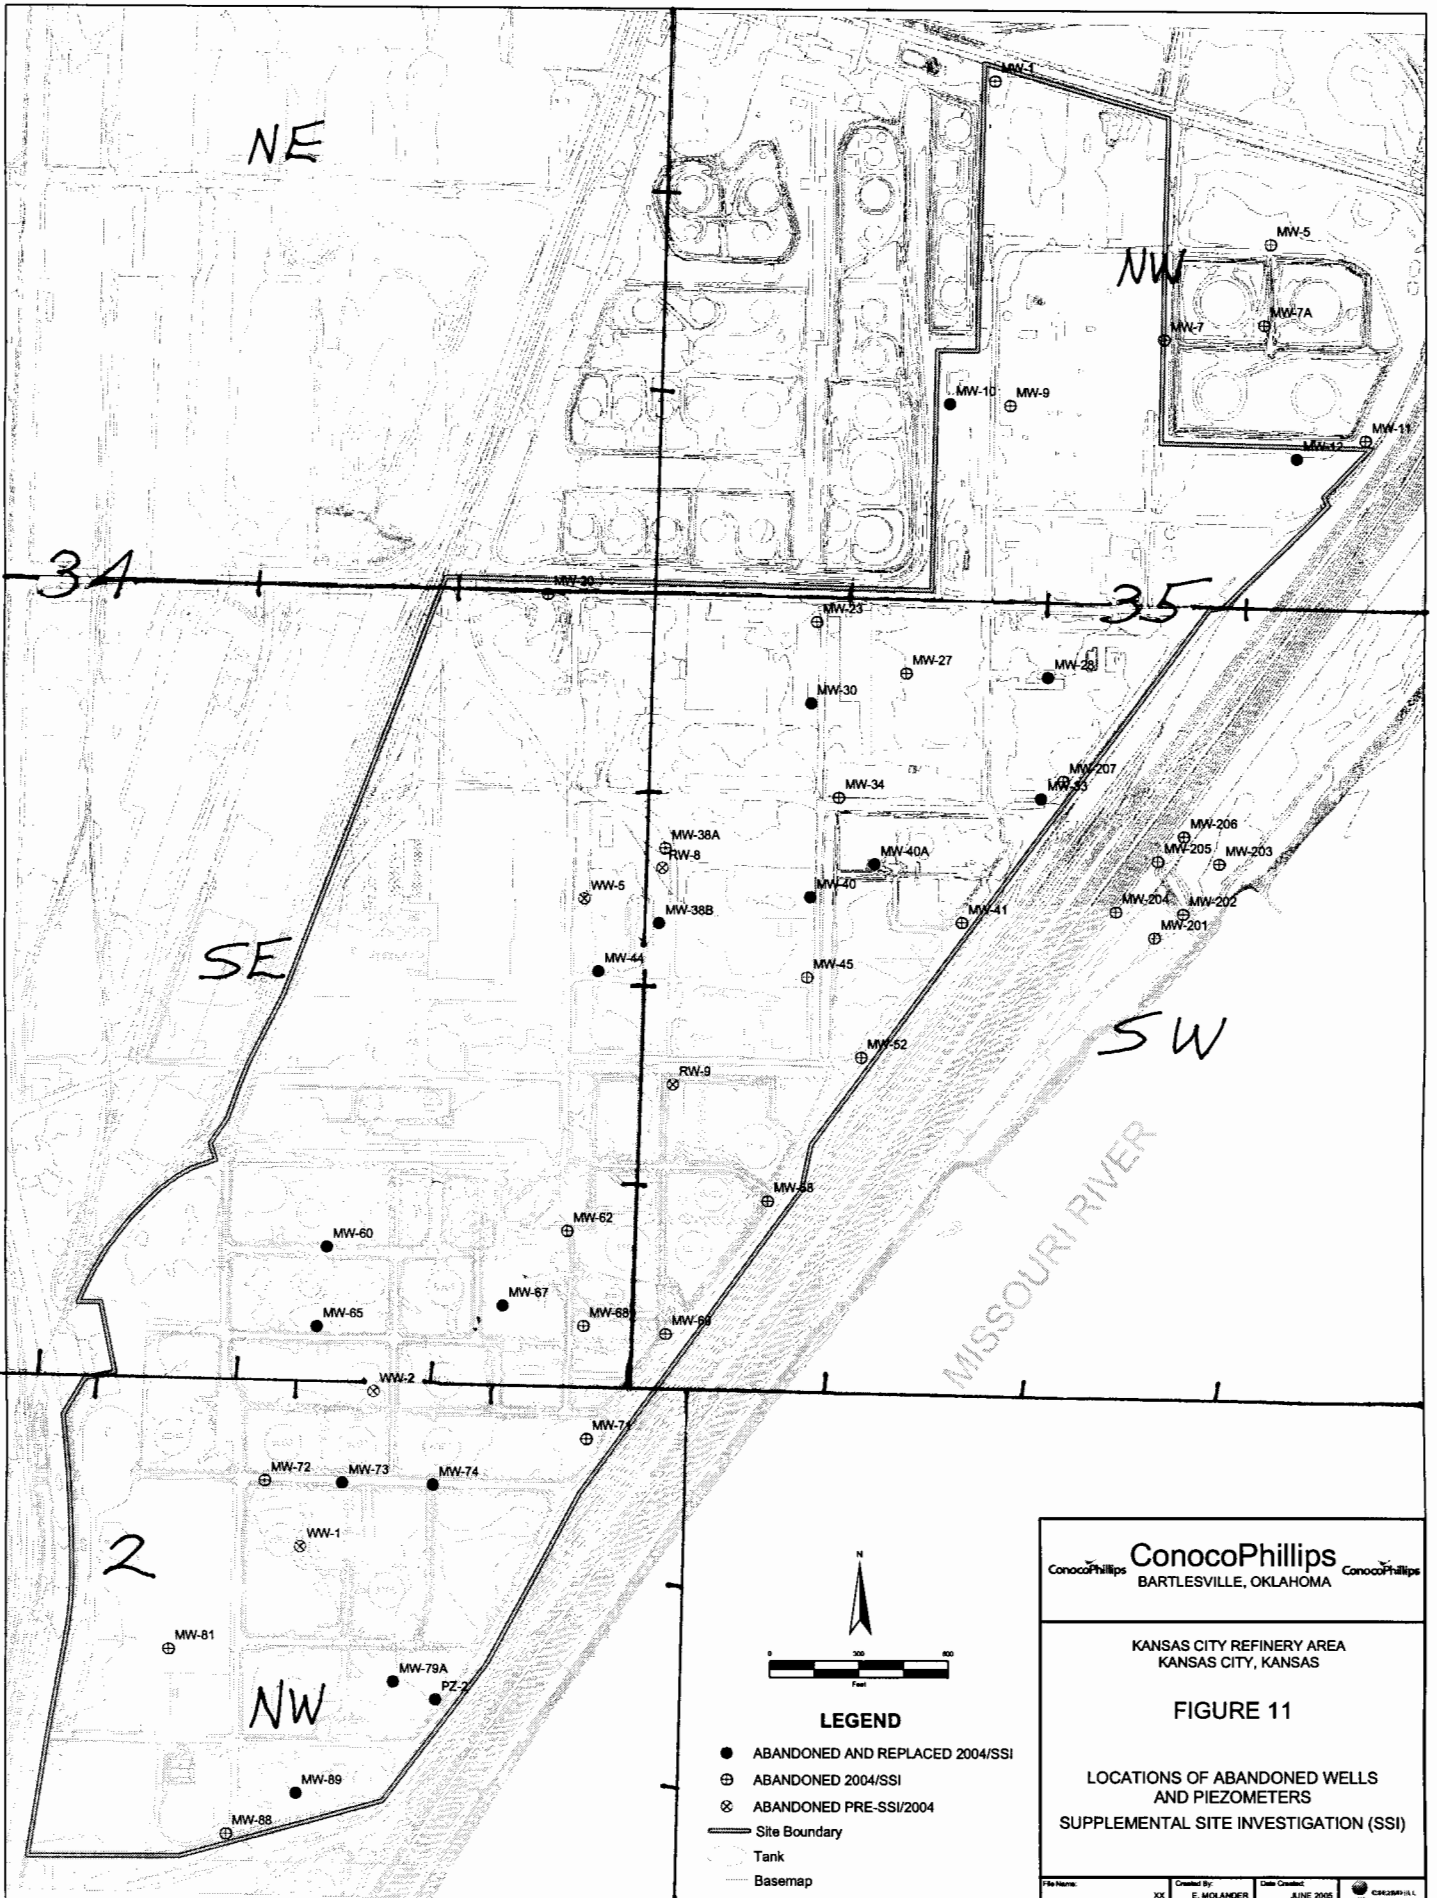 MW-1
NE
MW-5
NW
MW-7A
MW-7
MW-10
MW-9
MW-11
MW-12
34
MW-20
35
MW-23
MW-27
MW-28
MW-30
MW-207
MW-34
MW-33
MW-206
MW-38A
MW-40A
MW-205
MW-203
RW-8
WW-5
MW-40
MW-204
MW-202
MW-38B
MW-41
MW-201
SE
MW-44
MW-45
SW
MW-52
RW-9
MISSOURI RIVER
MW-58
MW-62
MW-60
MW-67
MW-65
MW-68
MW-69
WW-2
MW-71
MW-72
MW-73
MW-74
WW-1
2
MW-81
MW-79A
PZ-2
NW
MW-89
MW-88
N
0 300 600
Feet
LEGEND
ABANDONED AND REPLACED 2004/SSI
ABANDONED 2004/SSI
ABANDONED PRE-SSI/2004
Site Boundary
Tank
Basemap
ConocoPhillips ConocoPhillips ConocoPhillips
BARTLESVILLE, OKLAHOMA
KANSAS CITY REFINERY AREA
KANSAS CITY, KANSAS
FIGURE 11
LOCATIONS OF ABANDONED WELLS
AND PIEZOMETERS
SUPPLEMENTAL SITE INVESTIGATION (SSI)
File Name: Created By: Date Created:
XX E. MOLANDER JUNE 2005 CH2MHILL